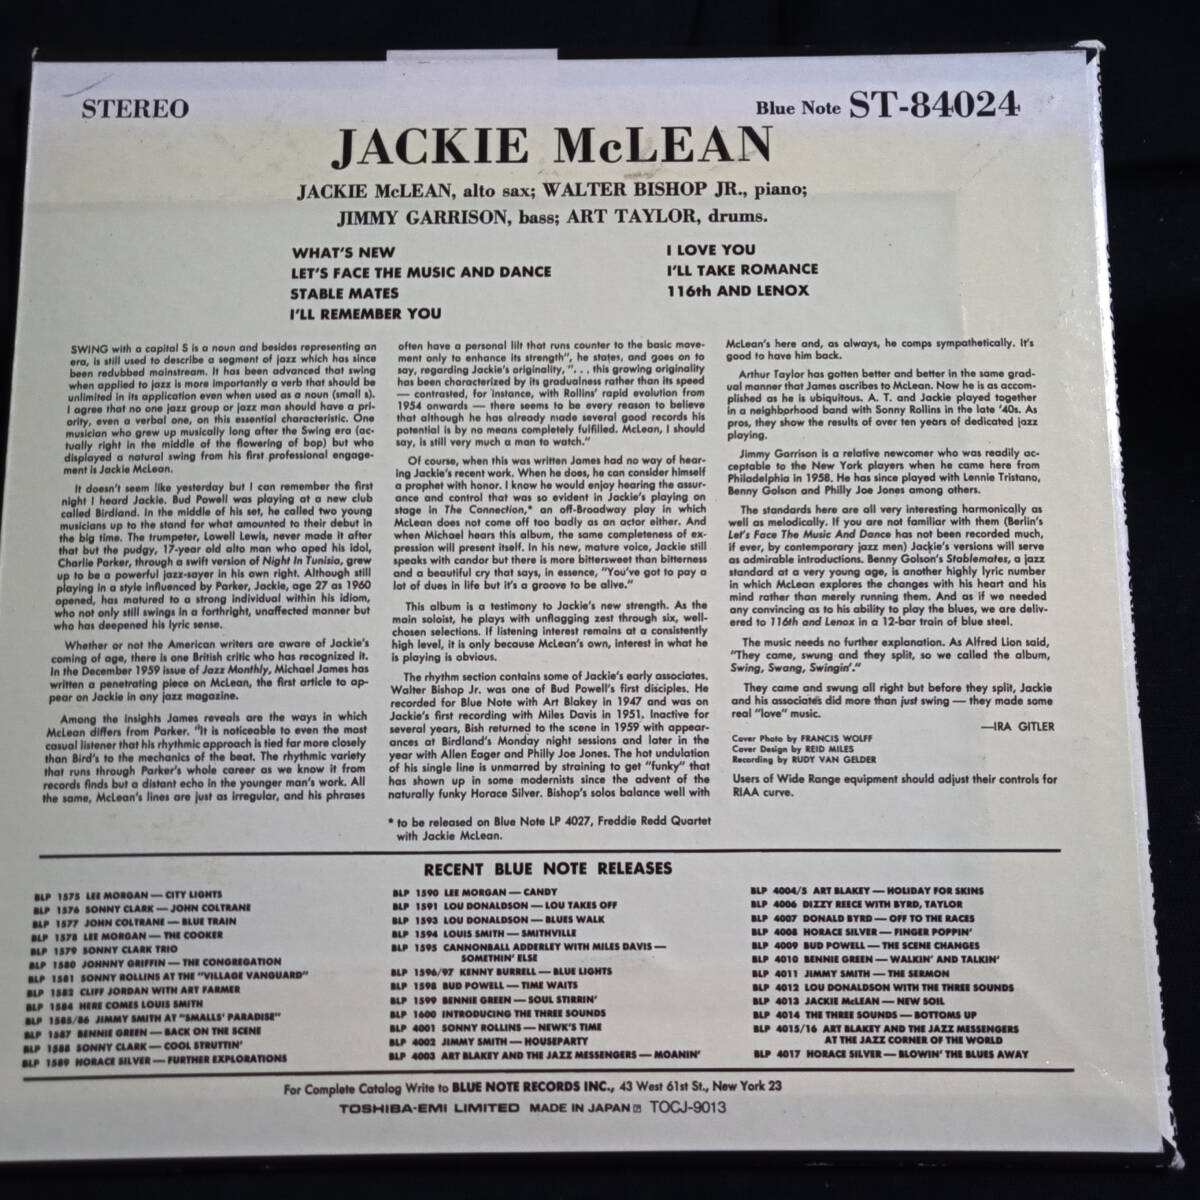 STEREO
Blue Note ST-84024
JACKIE McLEAN
JACKIE McLEAN, alto sax; WALTER BISHOP JR., piano;
JIMMY GARRISON, bass; ART TAYLOR, drums.
WHAT'S NEW
LET'S FACE THE MUSIC AND DANCE
STABLE MATES
I'LL REMEMBER YOU
I LOVE YOU
I'LL TAKE ROMANCE
116th AND LENOX
SWING with a capital S is a noun and besides representing an
era, is still used to describe a segment of jazz which has since
been redubbed mainstream. It has been advanced that swing
when applied to jazz is more importantly a verb that should be
unlimited in its application even when used as a noun (small s).
I agree that no one jazz group or jazz man should have a pri-
ority, even a verbal one, on this essential characteristic. One
musician who grew up musically long after the Swing era (ac-
tually right in the middle of the flowering of bop) but who
displayed a natural swing from his first professional engage-
ment is Jackie McLean.
It doesn't seem like yesterday but I can remember the first
night I heard Jackie. Bud Powell was playing at a new club
called Birdland. In the middle of his set, he called two young
musicians up to the stand for what amounted to their debut in
the big time. The trumpeter, Lowell Lewis, never made it after
that but the pudgy, 17-year old alto man who aped his idol,
Charlie Parker, through a swift version of Night In Tunisia, grew
up to be a powerful jazz-sayer in his own right. Although still
playing in a style influenced by Parker, Jackie, age 27 as 1960
opened, has matured to a strong individual within his idiom,
who not only still swings in a forthright, unaffected manner but
who has deepened his lyric sense.
Whether or not the American writers are aware of Jackie's
coming of age, there is one British critic who has recognized it.
In the December 1959 issue of Jazz Monthly, Michael James has
written a penetrating piece on McLean, the first article to ap-
pear on Jackie in any jazz magazine.
Among the insights James reveals are the ways in which
McLean differs from Parker. "It is noticeable to even the most
casual listener that his rhythmic approach is tied far more closely
than Bird's to the mechanics of the beat. The rhythmic variety
that runs through Parker's whole career as we know it from
records finds but a distant echo in the younger man's work. All
the same, McLean's lines are just as irregular, and his phrases
often have a personal lilt that runs counter to the basic move-
ment only to enhance its strength", he states, and goes on to
say, regarding Jackie's originality, ". . . this growing originality
has been characterized by its gradualness rather than its speed
— contrasted, for instance, with Rollins' rapid evolution from
1954 onwards — there seems to be every reason to believe
that although he has already made several good records his
potential is by no means completely fulfilled. McLean, I should
say, is still very much a man to watch."
Of course, when this was written James had no way of hear-
ing Jackie's recent work. When he does, he can consider himself
a prophet with honor. I know he would enjoy hearing the assur-
ance and control that was so evident in Jackie's playing on
stage in The Connection,* an off-Broadway play in which
McLean does not come off too badly as an actor either. And
when Michael hears this album, the same completeness of ex-
pression will present itself. In his new, mature voice, Jackie still
speaks with candor but there is more bittersweet than bitterness
and a beautiful cry that says, in essence, "You've got to pay a
lot of dues in life but it's a groove to be alive."
This album is a testimony to Jackie's new strength. As the
main soloist, he plays with unflagging zest through six, well-
chosen selections. If listening interest remains at a consistently
high level, it is only because McLean's own, interest in what he
is playing is obvious.
The rhythm section contains some of Jackie's early associates.
Walter Bishop Jr. was one of Bud Powell's first disciples. He
recorded for Blue Note with Art Blakey in 1947 and was on
Jackie's first recording with Miles Davis in 1951. Inactive for
several years, Bish returned to the scene in 1959 with appear-
ances at Birdland's Monday night sessions and later in the
year with Allen Eager and Philly Joe Jones. The hot undulation
of his single line is unmarred by straining to get "funky" that
has shown up in some modernists since the advent of the
naturally funky Horace Silver. Bishop's solos balance well with
* to be released on Blue Note LP 4027, Freddie Redd Quartet
with Jackie McLean.
McLean's here and, as always, he comps sympathetically. It's
good to have him back.
Arthur Taylor has gotten better and better in the same grad-
ual manner that James ascribes to McLean. Now he is as accom-
plished as he is ubiquitous. A. T. and Jackie played together
in a neighborhood band with Sonny Rollins in the late '40s. As
pros, they show the results of over ten years of dedicated jazz
playing.
Jimmy Garrison is a relative newcomer who was readily ac-
ceptable to the New York players when he came here from
Philadelphia in 1958. He has since played with Lennie Tristano,
Benny Golson and Philly Joe Jones among others.
The standards here are all very interesting harmonically as
well as melodically. If you are not familiar with them (Berlin's
Let's Face The Music And Dance has not been recorded much,
if ever, by contemporary jazz men) Jackie's versions will serve
as admirable introductions. Benny Golson's Stablemates, a jazz
standard at a very young age, is another highly lyric number
in which McLean explores the changes with his heart and his
mind rather than merely running them. And as if we needed
any convincing as to his ability to play the blues, we are deliv-
ered to 116th and Lenox in a 12-bar train of blue steel.
The music needs no further explanation. As Alfred Lion said,
"They came, swung and they split, so we called the album,
Swing, Swang, Swingin'."
They came and swung all right but before they split, Jackie
and his associates did more than just swing — they made some
real "love" music.
—IRA GITLER
Cover Photo by FRANCIS WOLFF
Cover Design by REID MILES
Recording by RUDY VAN GELDER
Users of Wide Range equipment should adjust their controls for
RIAA curve.
RECENT BLUE NOTE RELEASES
BLP 1575 LEE MORGAN — CITY LIGHTS
BLP 1576 SONNY CLARK — JOHN COLTRANE
BLP 1577 JOHN COLTRANE — BLUE TRAIN
BLP 1578 LEE MORGAN — THE COOKER
BLP 1579 SONNY CLARK TRIO
BLP 1580 JOHNNY GRIFFIN — THE CONGREGATION
BLP 1581 SONNY ROLLINS AT THE "VILLAGE VANGUARD"
BLP 1582 CLIFF JORDAN WITH ART FARMER
BLP 1584 HERE COMES LOUIS SMITH
BLP 1585/86 JIMMY SMITH AT "SMALLS' PARADISE"
BLP 1587 BENNIE GREEN — BACK ON THE SCENE
BLP 1588 SONNY CLARK — COOL STRUTTIN'
BLP 1589 HORACE SILVER — FURTHER EXPLORATIONS
BLP 1590 LEE MORGAN — CANDY
BLP 1591 LOU DONALDSON — LOU TAKES OFF
BLP 1593 LOU DONALDSON — BLUES WALK
BLP 1594 LOUIS SMITH — SMITHVILLE
BLP 1595 CANNONBALL ADDERLEY WITH MILES DAVIS —
SOMETHIN' ELSE
BLP 1596/97 KENNY BURRELL — BLUE LIGHTS
BLP 1598 BUD POWELL — TIME WAITS
BLP 1599 BENNIE GREEN — SOUL STIRRIN'
BLP 1600 INTRODUCING THE THREE SOUNDS
BLP 4001 SONNY ROLLINS — NEWK'S TIME
BLP 4002 JIMMY SMITH — HOUSEPARTY
BLP 4003 ART BLAKEY AND THE JAZZ MESSENGERS — MOANIN'
BLP 4004/5 ART BLAKEY — HOLIDAY FOR SKINS
BLP 4006 DIZZY REECE WITH BYRD, TAYLOR
BLP 4007 DONALD BYRD — OFF TO THE RACES
BLP 4008 HORACE SILVER — FINGER POPPIN'
BLP 4009 BUD POWELL — THE SCENE CHANGES
BLP 4010 BENNIE GREEN — WALKIN' AND TALKIN'
BLP 4011 JIMMY SMITH — THE SERMON
BLP 4012 LOU DONALDSON WITH THE THREE SOUNDS
BLP 4013 JACKIE McLEAN — NEW SOIL
BLP 4014 THE THREE SOUNDS — BOTTOMS UP
BLP 4015/16 ART BLAKEY AND THE JAZZ MESSENGERS
AT THE JAZZ CORNER OF THE WORLD
BLP 4017 HORACE SILVER — BLOWIN' THE BLUES AWAY
For Complete Catalog Write to BLUE NOTE RECORDS INC., 43 West 61st St., New York 23
TOSHIBA-EMI LIMITED MADE IN JAPAN TOCJ-9013